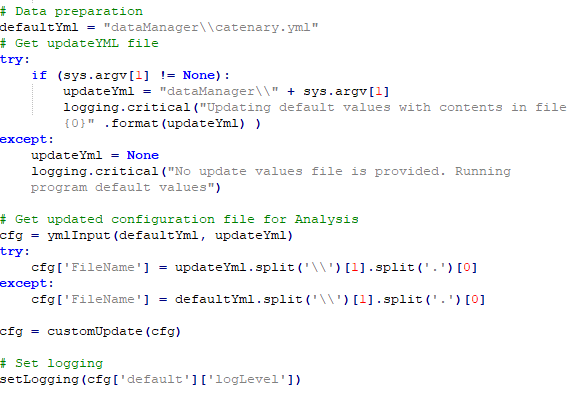 # Data preparation
defaultYml = "dataManager\\catenary.yml"
# Get updateYML file
try:
    if (sys.argv[1] != None):
        updateYml = "dataManager\\" + sys.argv[1]
        logging.critical("Updating default values with contents in file
        {0}" .format(updateYml) )
except:
    updateYml = None
    logging.critical("No update values file is provided. Running
    program default values")

# Get updated configuration file for Analysis
cfg = ymlInput(defaultYml, updateYml)
try:
    cfg['FileName'] = updateYml.split('\\')[1].split('.')[0]
except:
    cfg['FileName'] = defaultYml.split('\\')[1].split('.')[0]

cfg = customUpdate(cfg)

# Set logging
setLogging(cfg['default']['logLevel'])